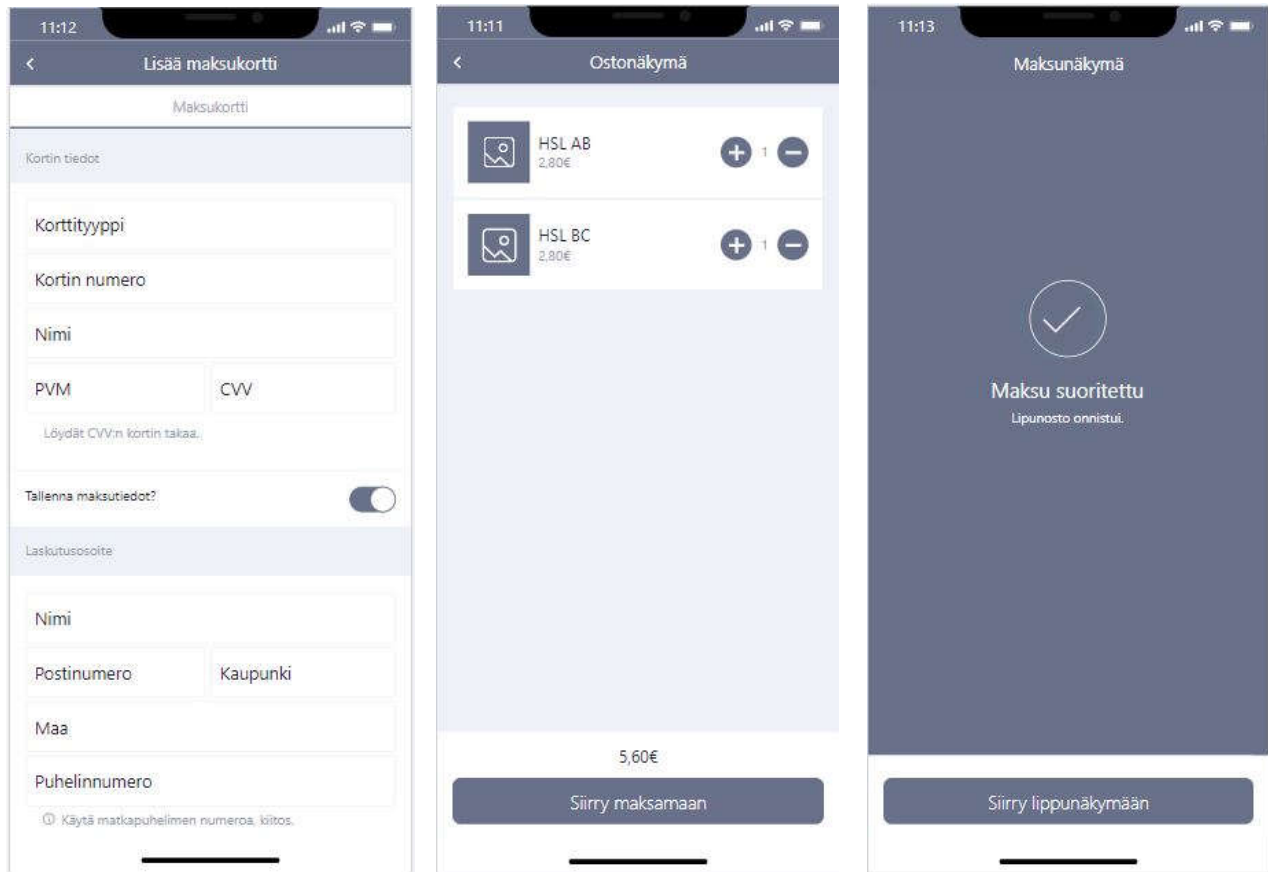 11:12
Lisää maksukortti
Maksukortti
Kortin tiedot
Korttityyppi
Kortin numero
Nimi
PVM CVV
Löydät CVV:n kortin takaa.
Tallenna maksutiedot?
Laskutusosoite
Nimi
Postinumero Kaupunki
Maa
Puhelinnumero
Käytä matkapuhelimen numeroa, kiitos.
11:11
Ostonäkymä
HSL AB
2,80€
1
HSL BC
2,80€
1
5,60€
Siirry maksamaan
11:13
Maksunäkymä
Maksu suoritettu
Lipunosto onnistui.
Siirry lippunäkymään